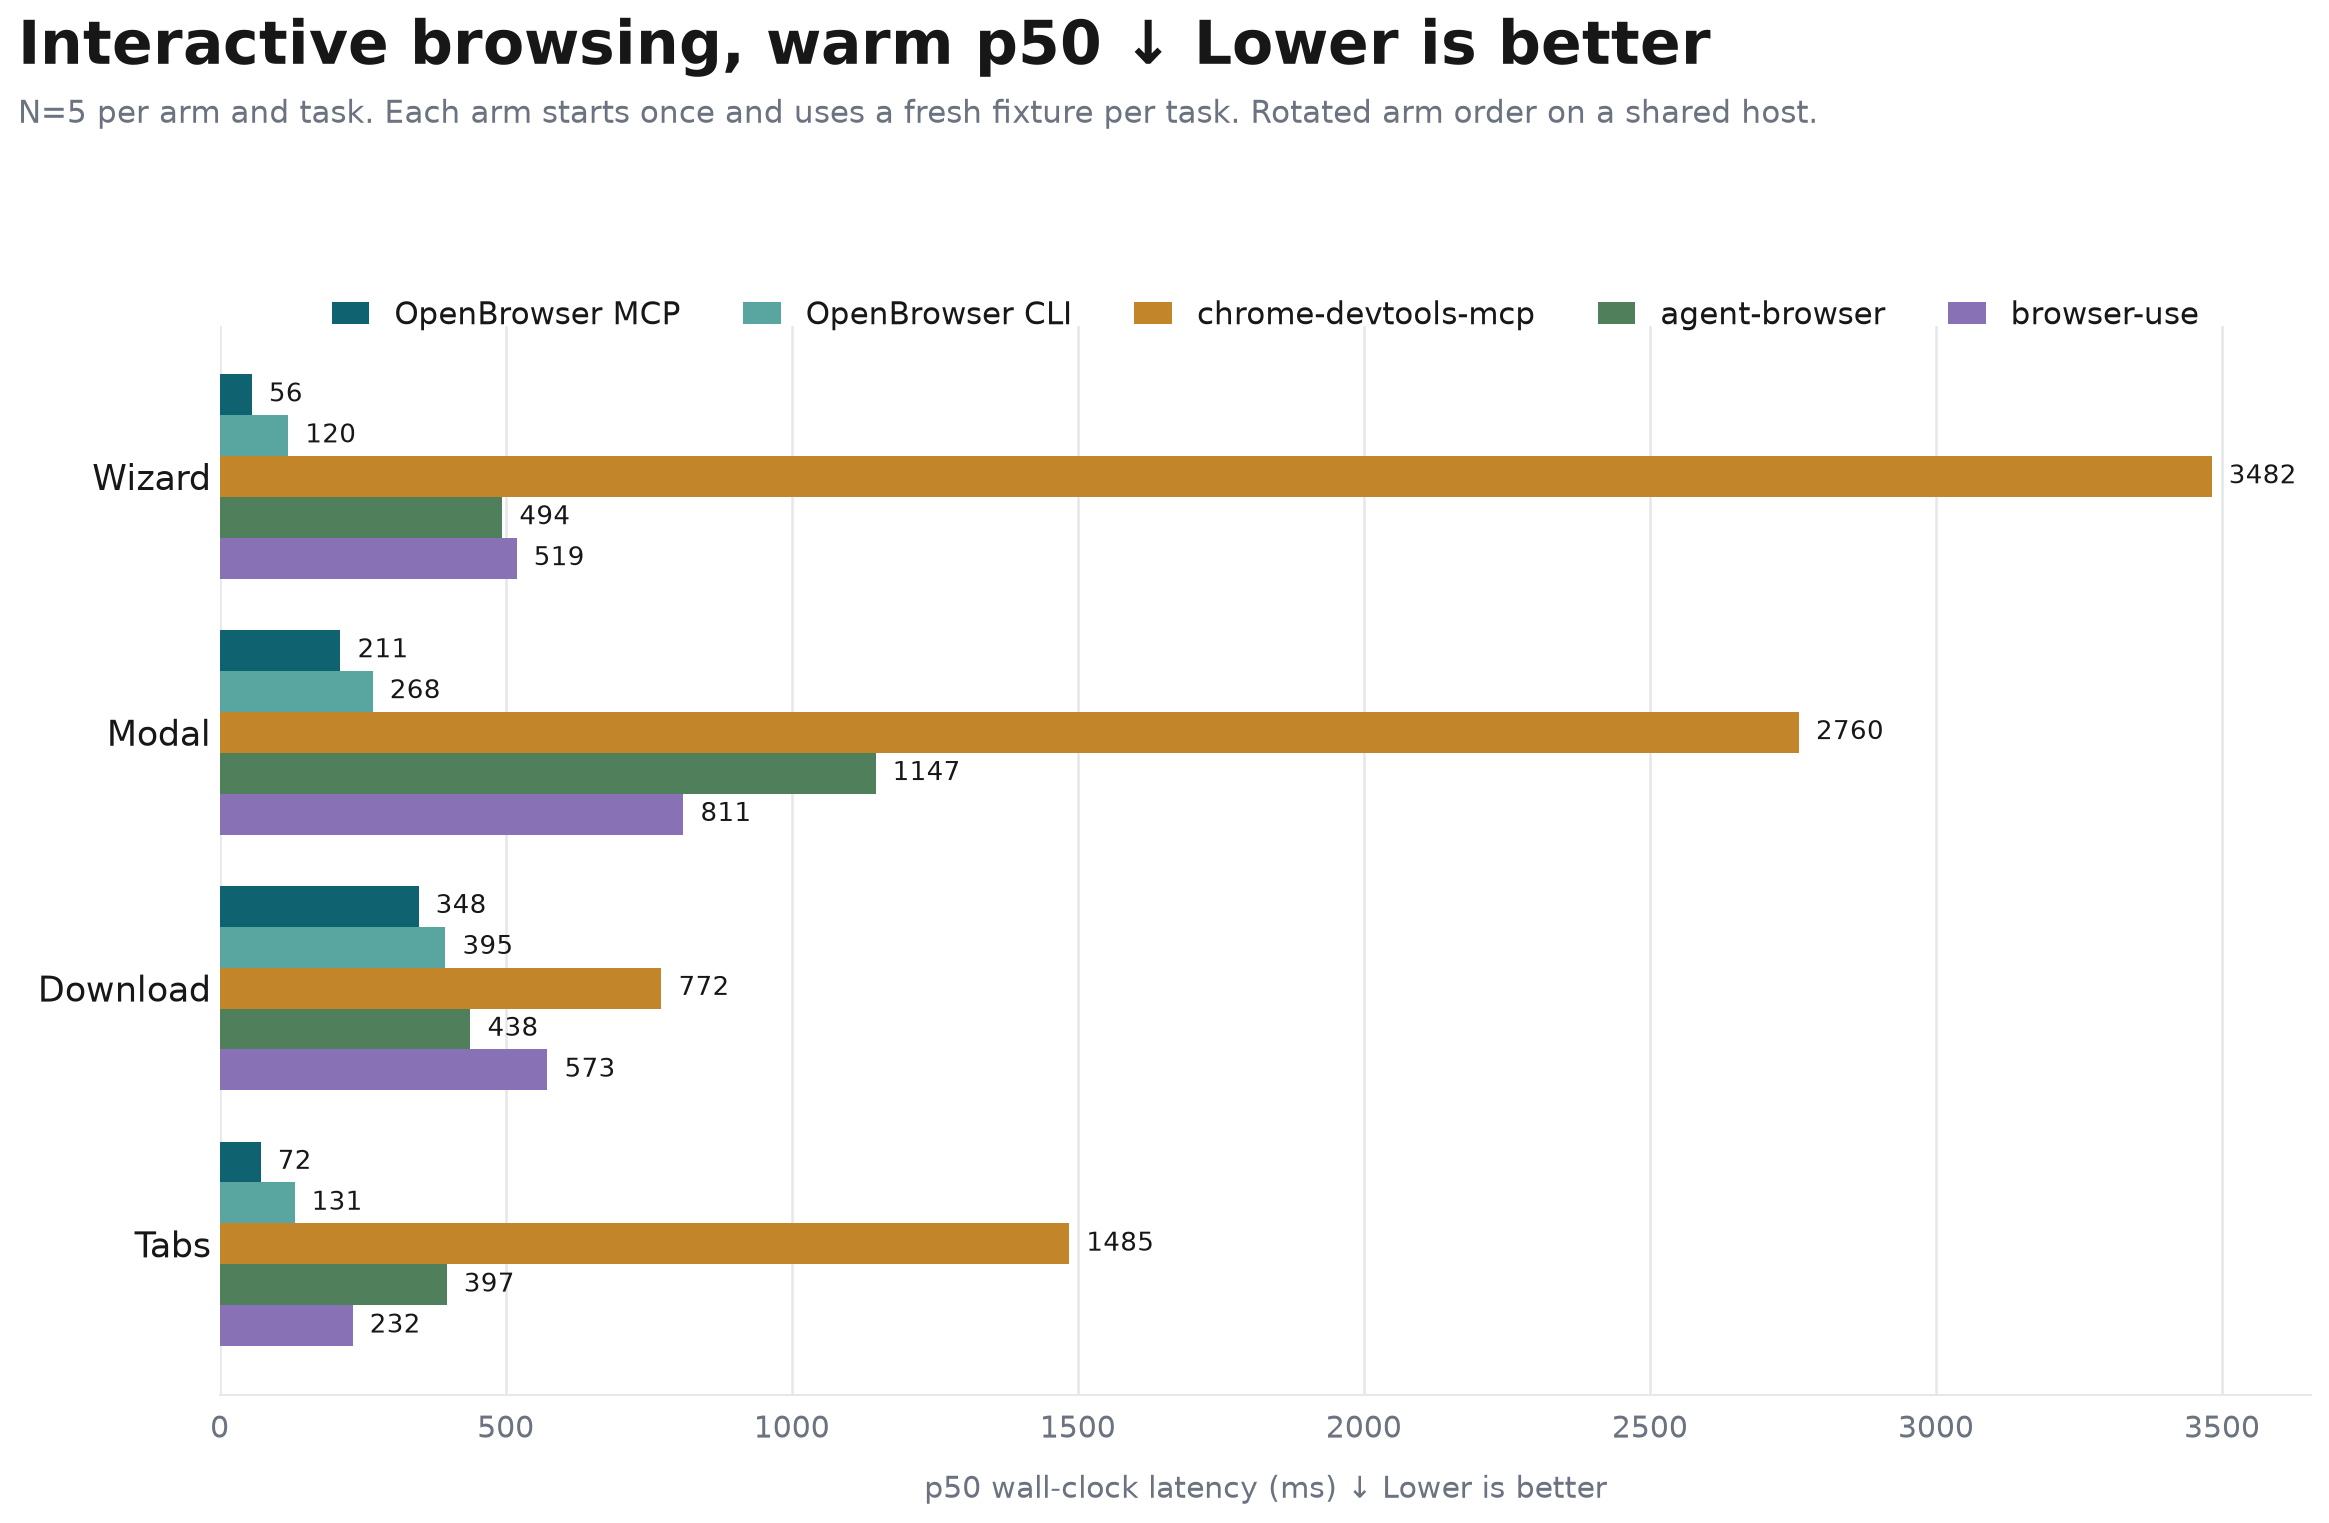 Interactive browsing, warm p50 ↓ Lower is better
N=5 per arm and task. Each arm starts once and uses a fresh fixture per task. Rotated arm order on a shared host.
OpenBrowser MCP OpenBrowser CLI chrome-devtools-mcp agent-browser browser-use
56
120
Wizard 3482
494
519
211
268
Modal 2760
1147
811
348
395
Download 772
438
573
72
131
Tabs 1485
397
232
0 500 1000 1500 2000 2500 3000 3500
p50 wall-clock latency (ms) ↓ Lower is better